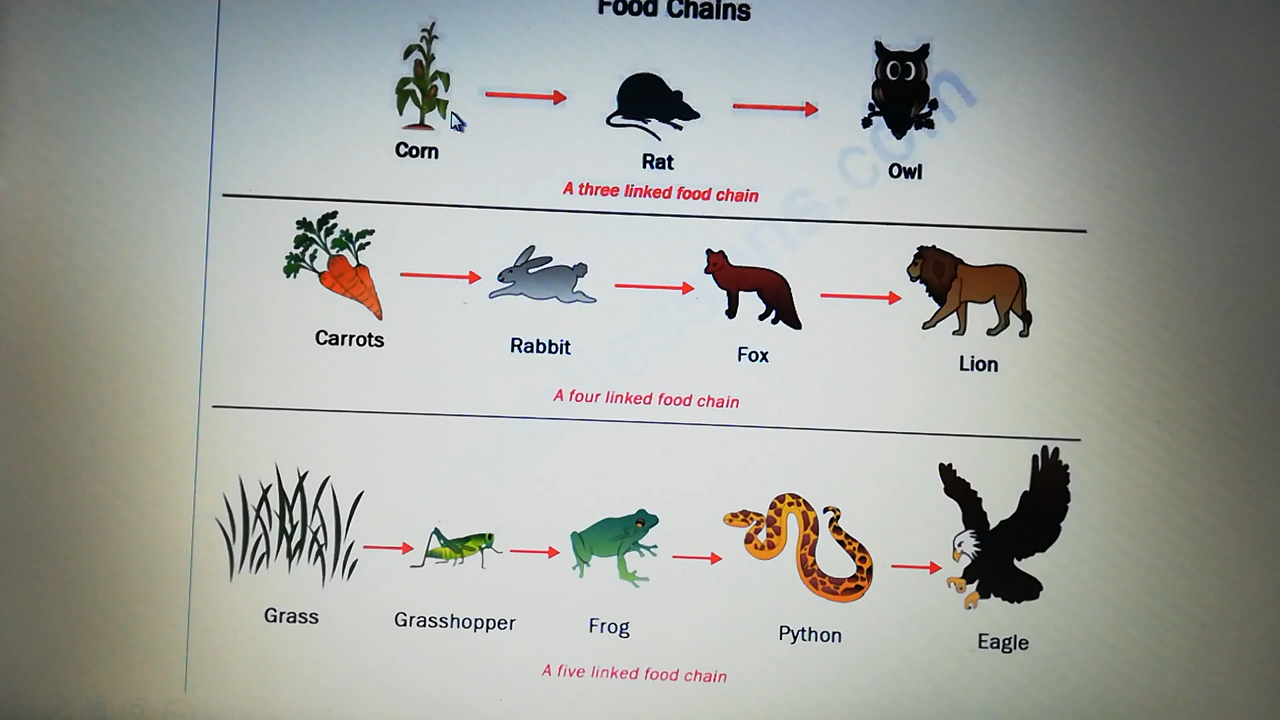 Food Chains
Corn
Rat
Owl
A three linked food chain
Carrots
Rabbit
Fox
Lion
A four linked food chain
Grass
Grasshopper
Frog
Python
Eagle
A five linked food chain